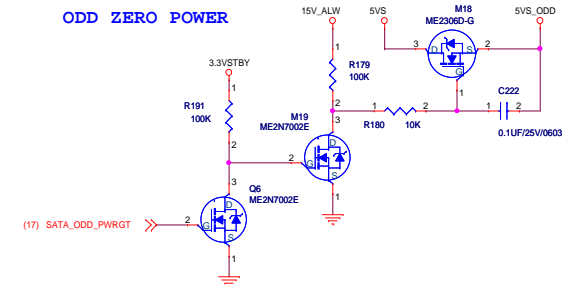 ODD ZERO POWER
15V_ALW
5VS
M18
ME2306D-G
5VS_ODD
3
D
S
2
G
1
1
R179
100K
2
3.3VSTBY
1
R191
100K
2
C222
1
2
0.1UF/25V/0603
1
2
R180
10K
M19
ME2N7002E
3
D
2
G
S
1
3
Q6
ME2N7002E
D
(17) SATA_ODD_PWRGT
2
G
S
1